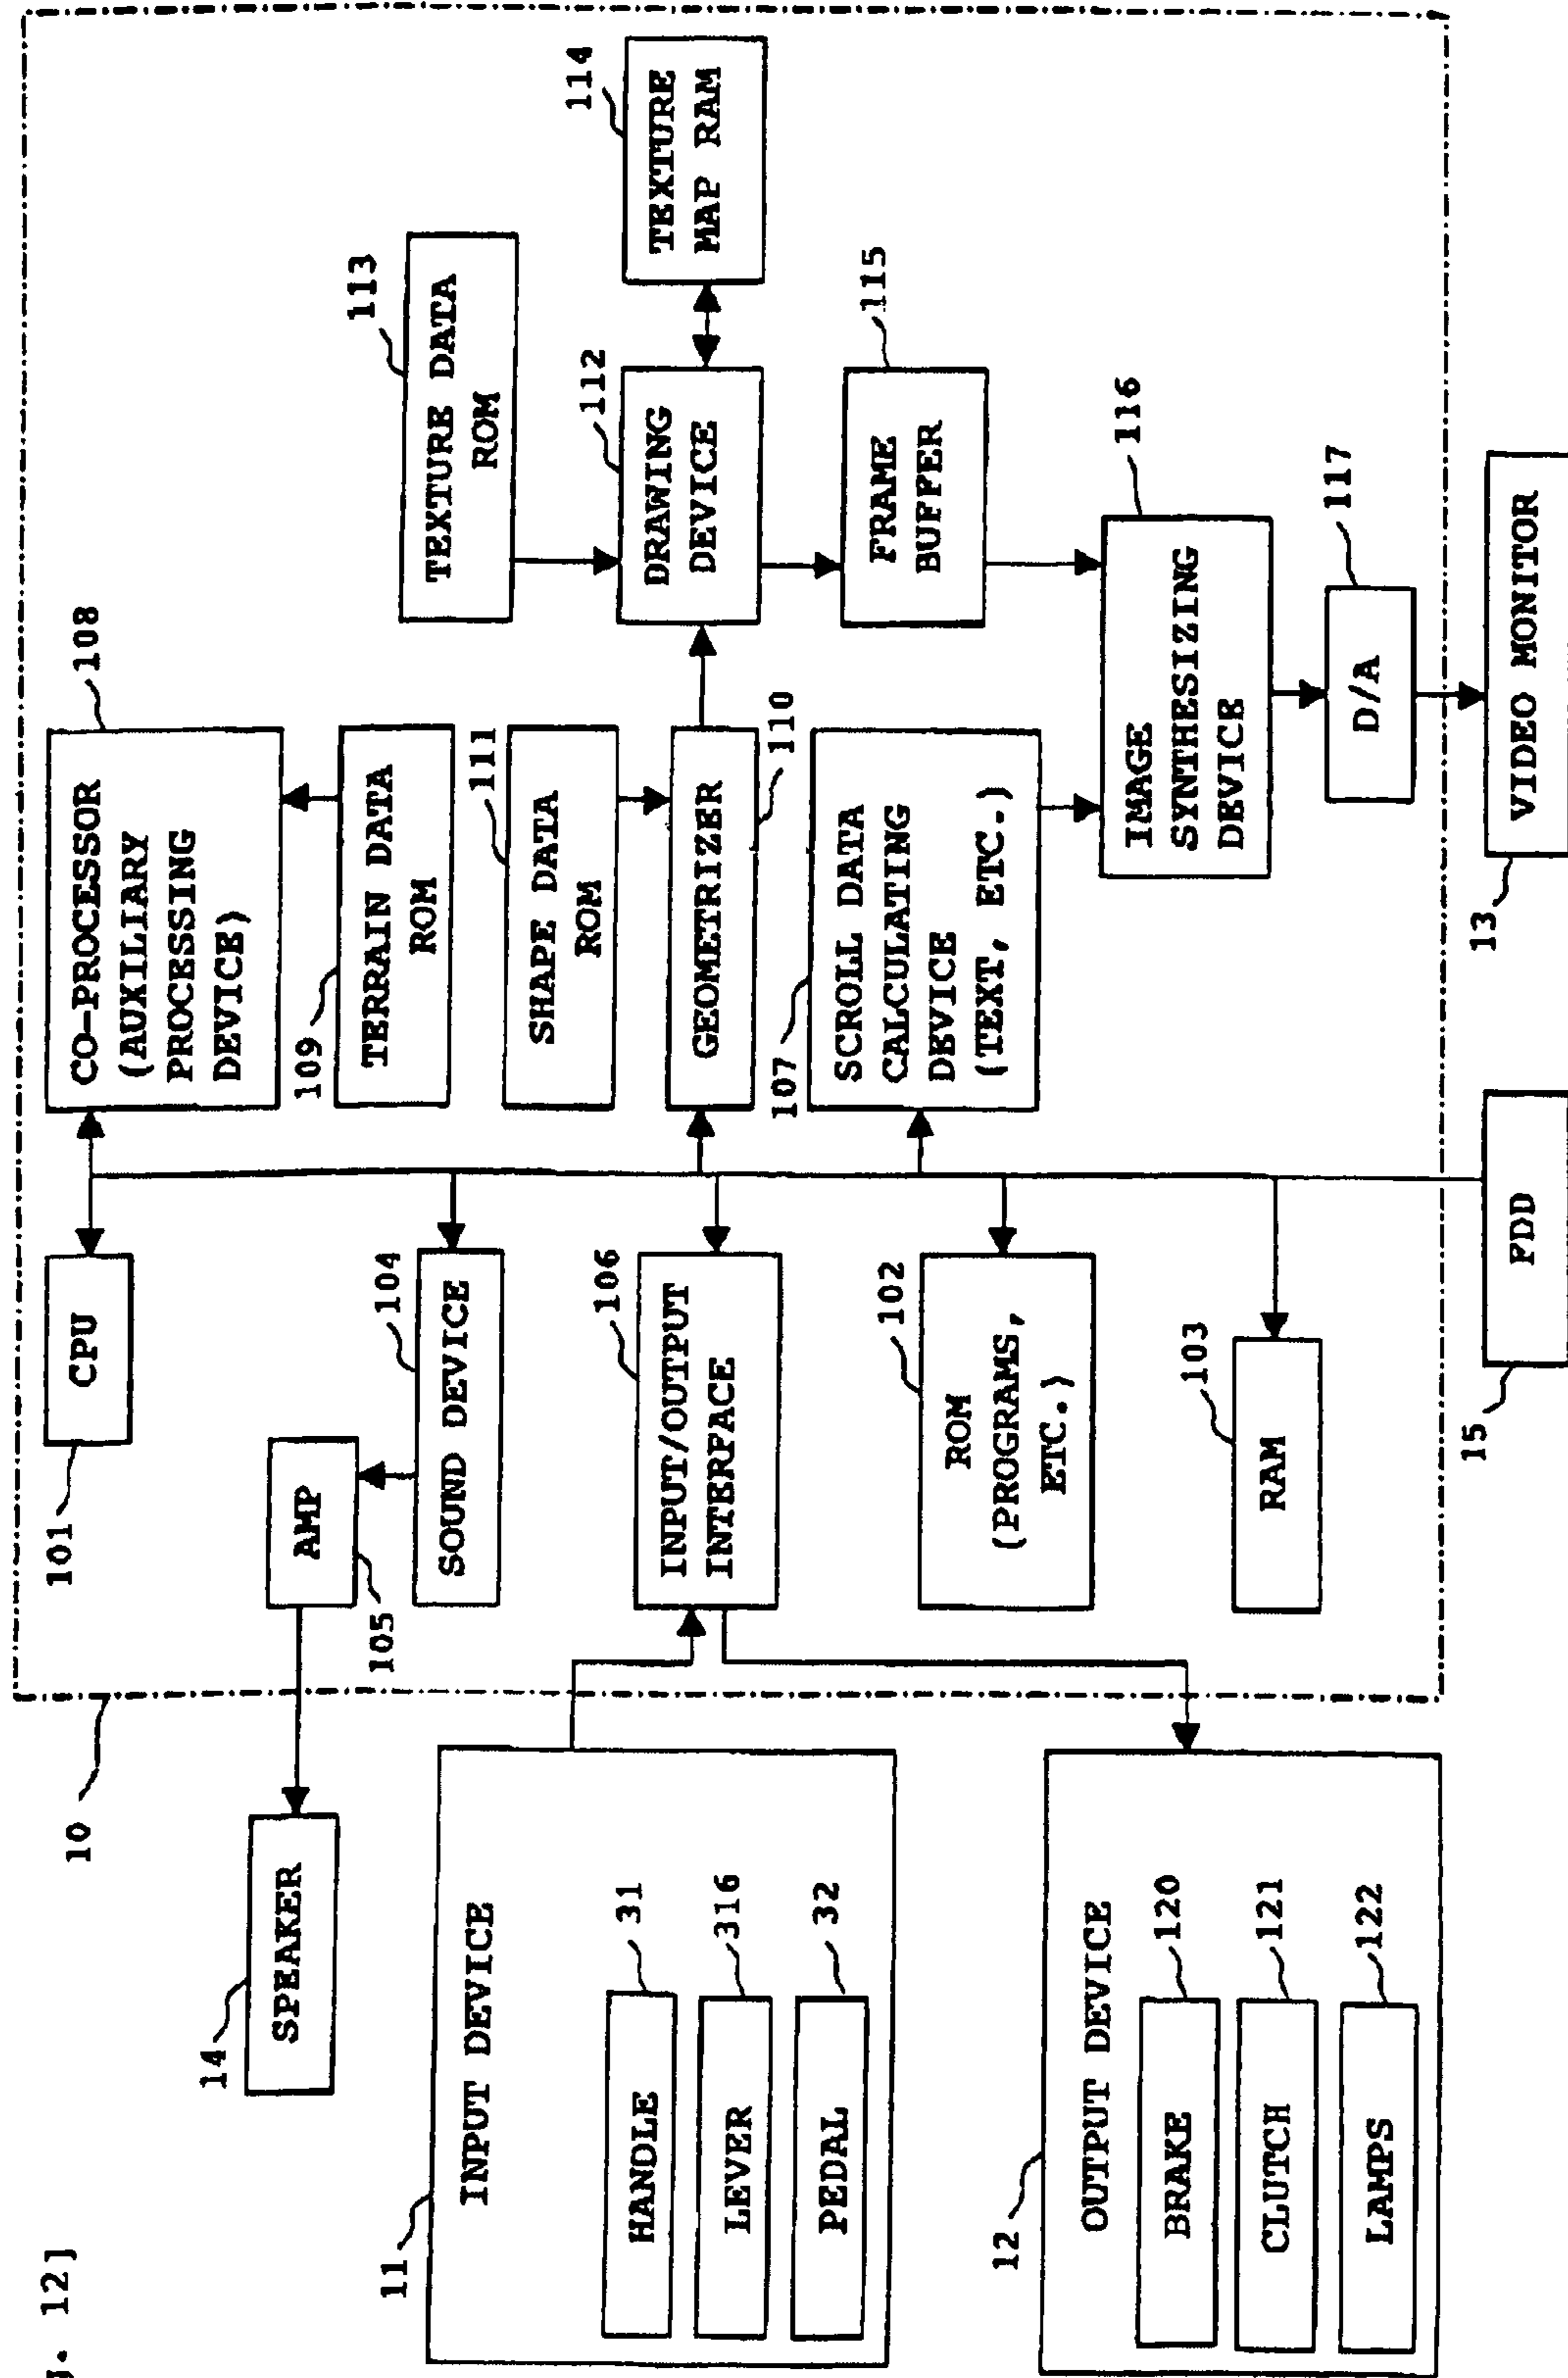 g. 12]
10
101
CPU
CO-PROCESSOR
(AUXILIARY
PROCESSING
DEVICE)
108
14
SPEAKER
AMP
105
109
TERRAIN DATA
ROM
113
TEXTURE DATA
ROM
104
SOUND DEVICE
SHAPE DATA
ROM
111
112
DRAWING
DEVICE
114
TEXTURE
MAP RAM
11
INPUT DEVICE
HANDLE
31
LEVER
316
PEDAL
32
106
INPUT/OUTPUT
INTERFACE
GEOMETRIZER
110
107
SCROLL DATA
CALCULATING
DEVICE
(TEXT, ETC.)
FRAME
BUFFER
115
102
ROM
(PROGRAMS,
ETC.)
IMAGE
SYNTHESIZING
DEVICE
116
12
OUTPUT DEVICE
BRAKE
120
CLUTCH
121
LAMPS
122
103
RAM
D/A
117
15
FDD
13
VIDEO MONITOR